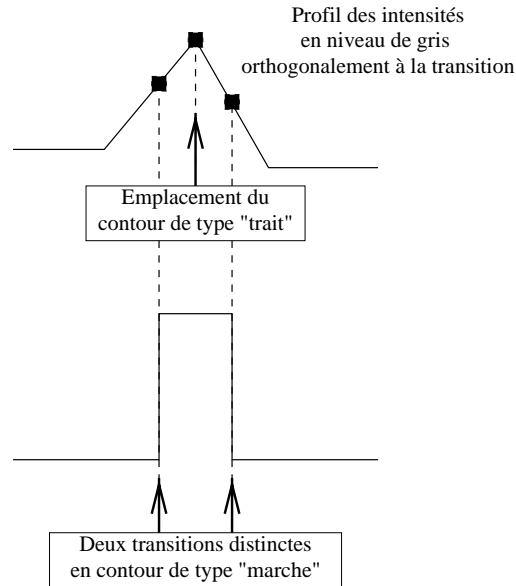 Profil des intensités
en niveau de gris
orthogonalement à la transition
Emplacement du
contour de type "trait"
Deux transitions distinctes
en contour de type "marche"